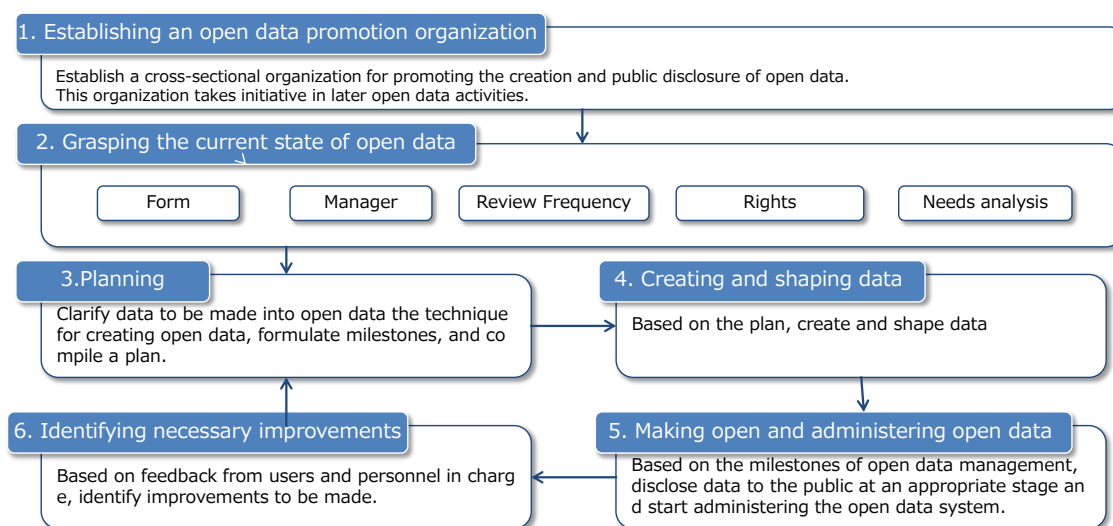 1. Establishing an open data promotion organization
Establish a cross-sectional organization for promoting the creation and public disclosure of open data.
This organization takes initiative in later open data activities.
2. Grasping the current state of open data
Form
Manager
Review Frequency
Rights
Needs analysis
3.Planning
Clarify data to be made into open data the technique
for creating open data, formulate milestones, and co
mpile a plan.
4. Creating and shaping data
Based on the plan, create and shape data
5. Making open and administering open data
Based on the milestones of open data management,
disclose data to the public at an appropriate stage an
d start administering the open data system.
6. Identifying necessary improvements
Based on feedback from users and personnel in charg
e, identify improvements to be made.